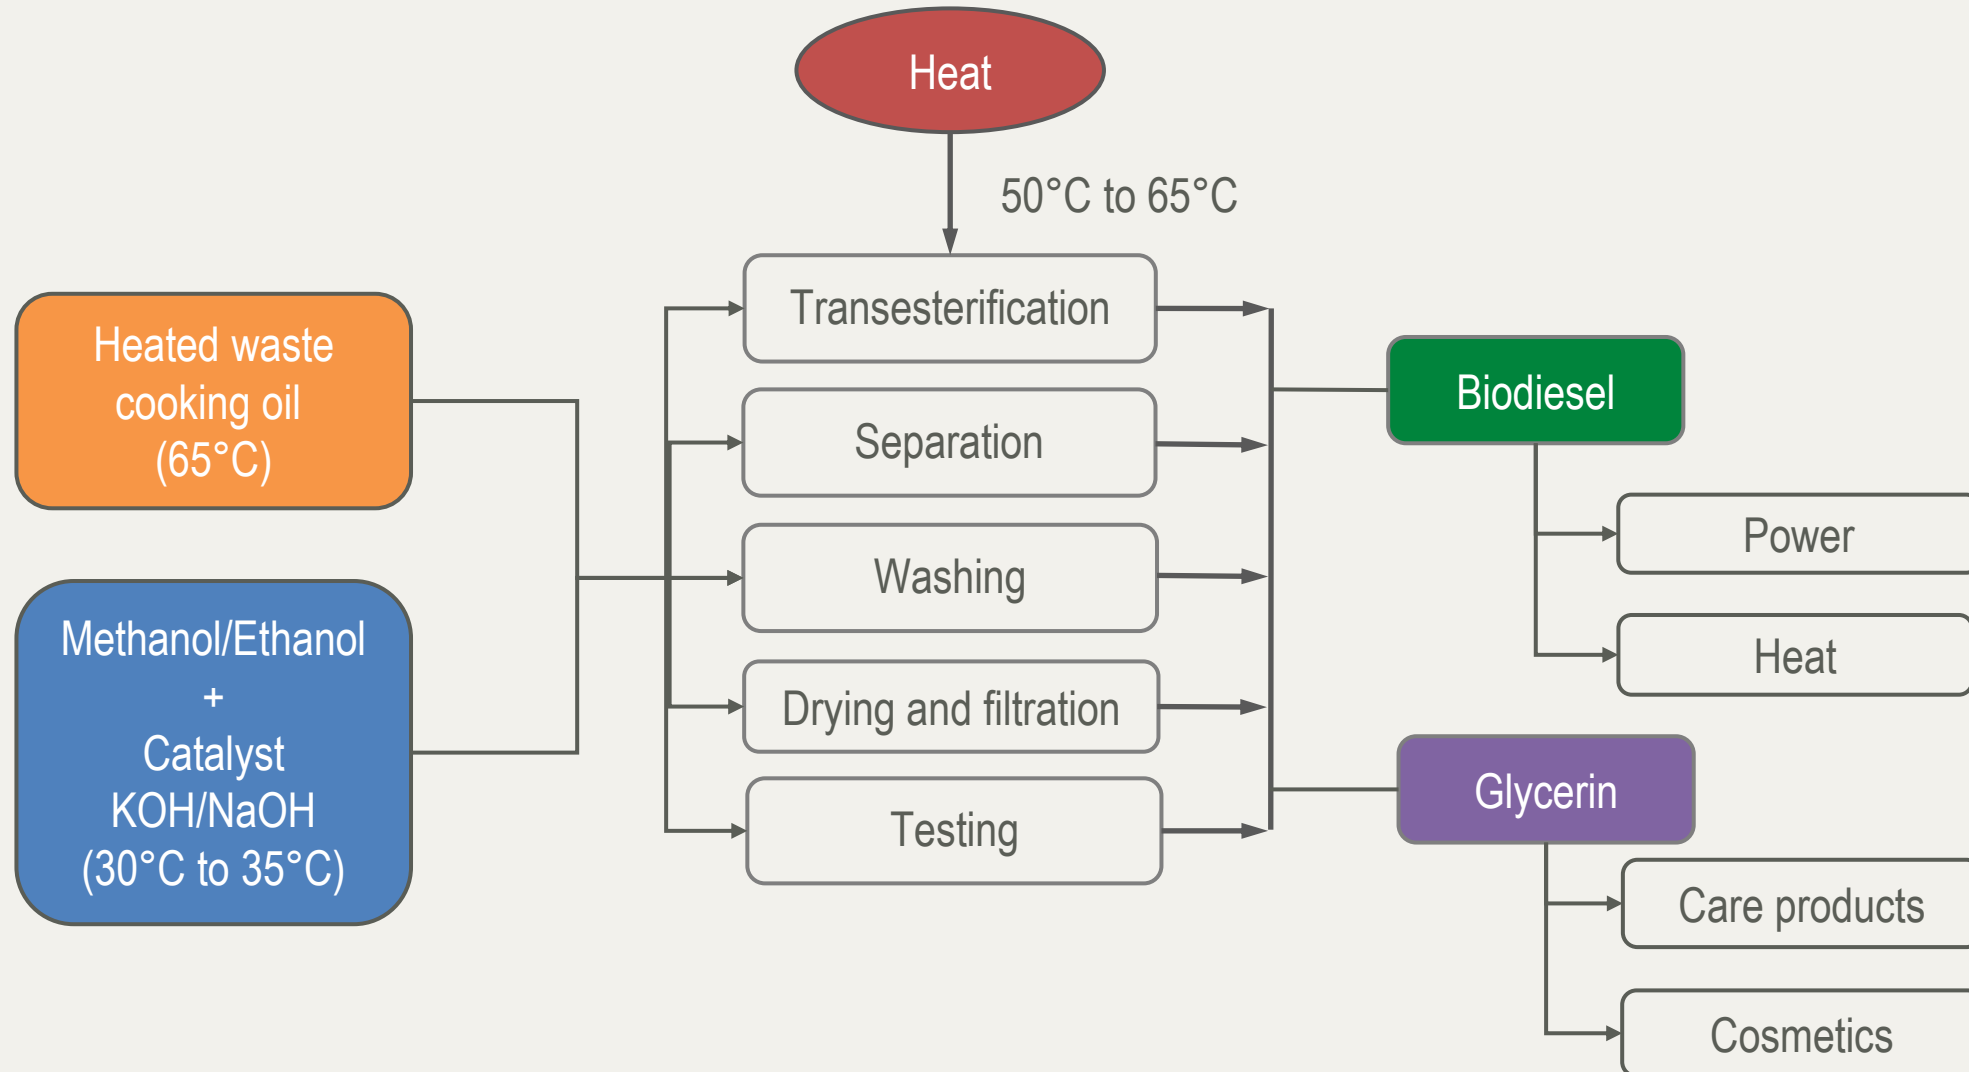 Heat
50°C to 65°C
Heated waste
cooking oil
(65°C)
Methanol/Ethanol
+
Catalyst
KOH/NaOH
(30°C to 35°C)
Transesterification
Separation
Washing
Drying and filtration
Testing
Biodiesel
Power
Heat
Glycerin
Care products
Cosmetics